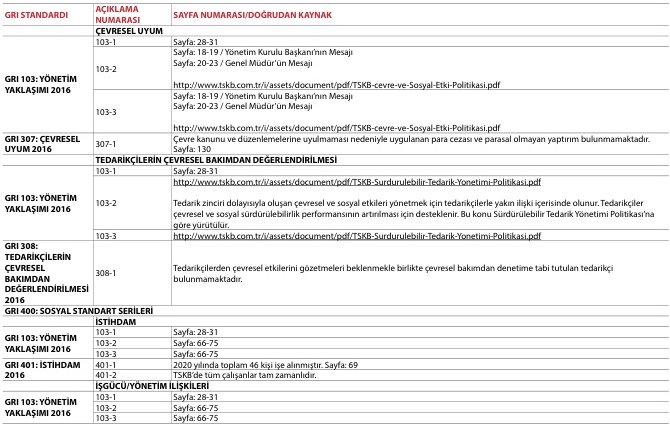 GRI STANDARDI
AÇIKLAMA
NUMARASI
SAYFA NUMARASI/DOĞRUDAN KAYNAK
ÇEVRESEL UYUM
GRI 103: YÖNETİM
YAKLAŞIMI 2016
103-1
Sayfa: 28-31
103-2
Sayfa: 18-19 / Yönetim Kurulu Başkanı'nın Mesajı
Sayfa: 20-23 / Genel Müdür'ün Mesajı
http://www.tskb.com.tr/i/assets/document/pdf/TSKB-cevre-ve-Sosyal-Etki-Politikasi.pdf
103-3
Sayfa: 18-19 / Yönetim Kurulu Başkanı'nın Mesajı
Sayfa: 20-23 / Genel Müdür'ün Mesajı
http://www.tskb.com.tr/i/assets/document/pdf/TSKB-cevre-ve-Sosyal-Etki-Politikasi.pdf
GRI 307: ÇEVRESEL
UYUM 2016
307-1
Çevre kanunu ve düzenlemelerine uyulmaması nedeniyle uygulanan para cezası ve parasal olmayan yaptırım bulunmamaktadır.
Sayfa: 130
TEDARİKÇİLERİN ÇEVRESEL BAKIMDAN DEĞERLENDİRİLMESİ
GRI 103: YÖNETİM
YAKLAŞIMI 2016
103-1
Sayfa: 28-31
103-2
http://www.tskb.com.tr/i/assets/document/pdf/TSKB-Surdurulebilir-Tedarik-Yonetimi-Politikasi.pdf
Tedarik zinciri dolayısıyla oluşan çevresel ve sosyal etkileri yönetmek için tedarikçilerle yakın ilişki içerisinde olunur. Tedarikçiler
çevresel ve sosyal sürdürülebilirlik performansının artırılması için desteklenir. Bu konu Sürdürülebilir Tedarik Yönetimi Politikası'na
göre yürütülür.
103-3
http://www.tskb.com.tr/i/assets/document/pdf/TSKB-Surdurulebilir-Tedarik-Yonetimi-Politikasi.pdf
GRI 308:
TEDARİKÇİLERİN
ÇEVRESEL
BAKIMDAN
DEĞERLENDİRİLMESİ
2016
308-1
Tedarikçilerden çevresel etkilerini gözetmeleri beklenmekle birlikte çevresel bakımdan denetime tabi tutulan tedarikçi
bulunmamaktadır.
GRI 400: SOSYAL STANDART SERİLERİ
İSTİHDAM
GRI 103: YÖNETİM
YAKLAŞIMI 2016
103-1
Sayfa: 28-31
103-2
Sayfa: 66-75
103-3
Sayfa: 66-75
GRI 401: İSTİHDAM
2016
401-1
2020 yılında toplam 46 kişi işe alınmıştır. Sayfa: 69
401-2
TSKB'de tüm çalışanlar tam zamanlıdır.
İŞGÜCÜ/YÖNETİM İLİŞKİLERİ
GRI 103: YÖNETİM
YAKLAŞIMI 2016
103-1
Sayfa: 28-31
103-2
Sayfa: 66-75
103-3
Sayfa: 66-75